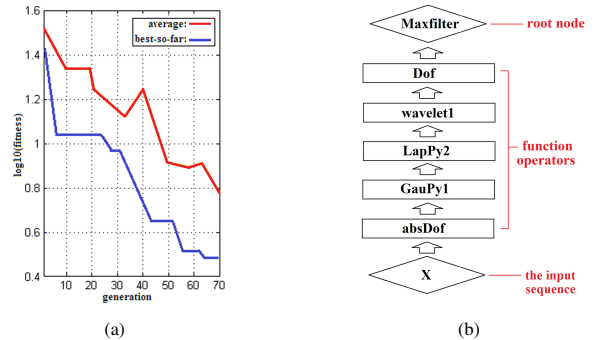 1.6
1.4
1.2
1
0.8
0.6
0.4
log10(fitness)
average:
best-so-far:
10 20 30 40 50 60 70
generation
(a)
Maxfilter
root node
Dof
wavelet1
LapPy2
GauPy1
absDof
function
operators
X
the input
sequence
(b)